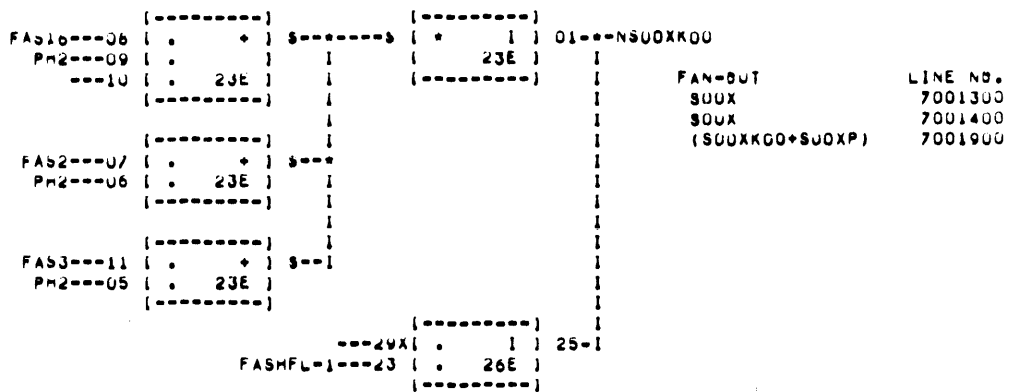 [---------] [---------]
FAS16---08 [ . + ] S--*----S [ * I ] 01-*-NS00XK00
PH2---09 [ . I [ 23E ] I
---10 [ . 23E ] I [---------] I FAN-OUT LINE NO.
[---------] I I S00X 7001300
I I S00X 7001400
[---------] I I (S00XK00+S00XP) 7001900
FAS2---07 [ . + ] S--* I
PH2---06 [ . 23E ] I I
[---------] I I
I I
[---------] I I
FAS3---11 [ . + ] S--I I
PH2---05 [ . 23E ] I
[---------] I
I
[---------] I
---29X[ . I ] 25-I
FASHFL-1---23 [ . 26E ]
[---------]